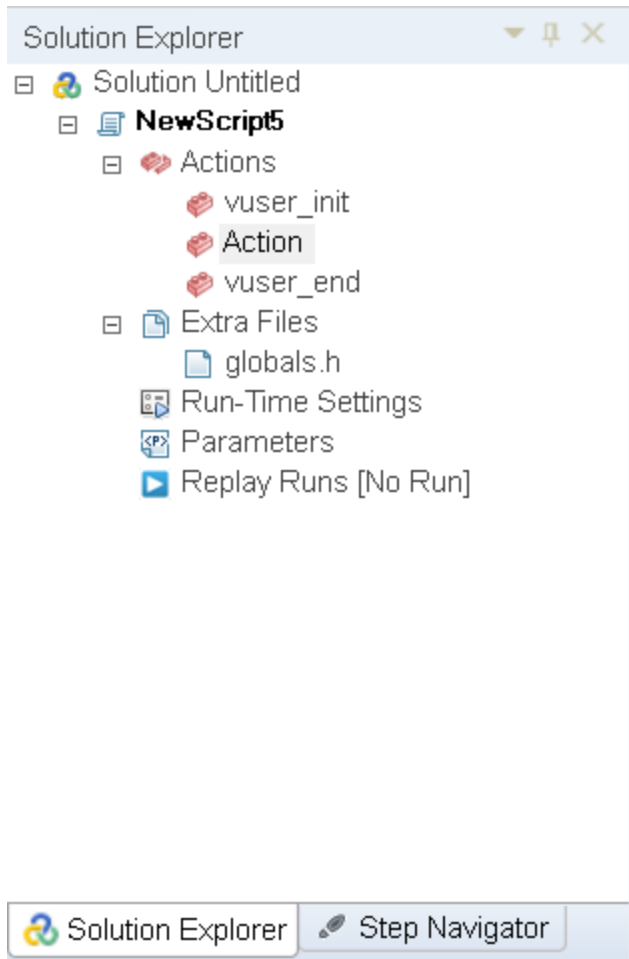 Solution Explorer
Solution Untitled
NewScript5
Actions
vuser_init
Action
vuser_end
Extra Files
globals.h
Run-Time Settings
<P>
Parameters
Replay Runs [No Run]
Solution Explorer
Step Navigator